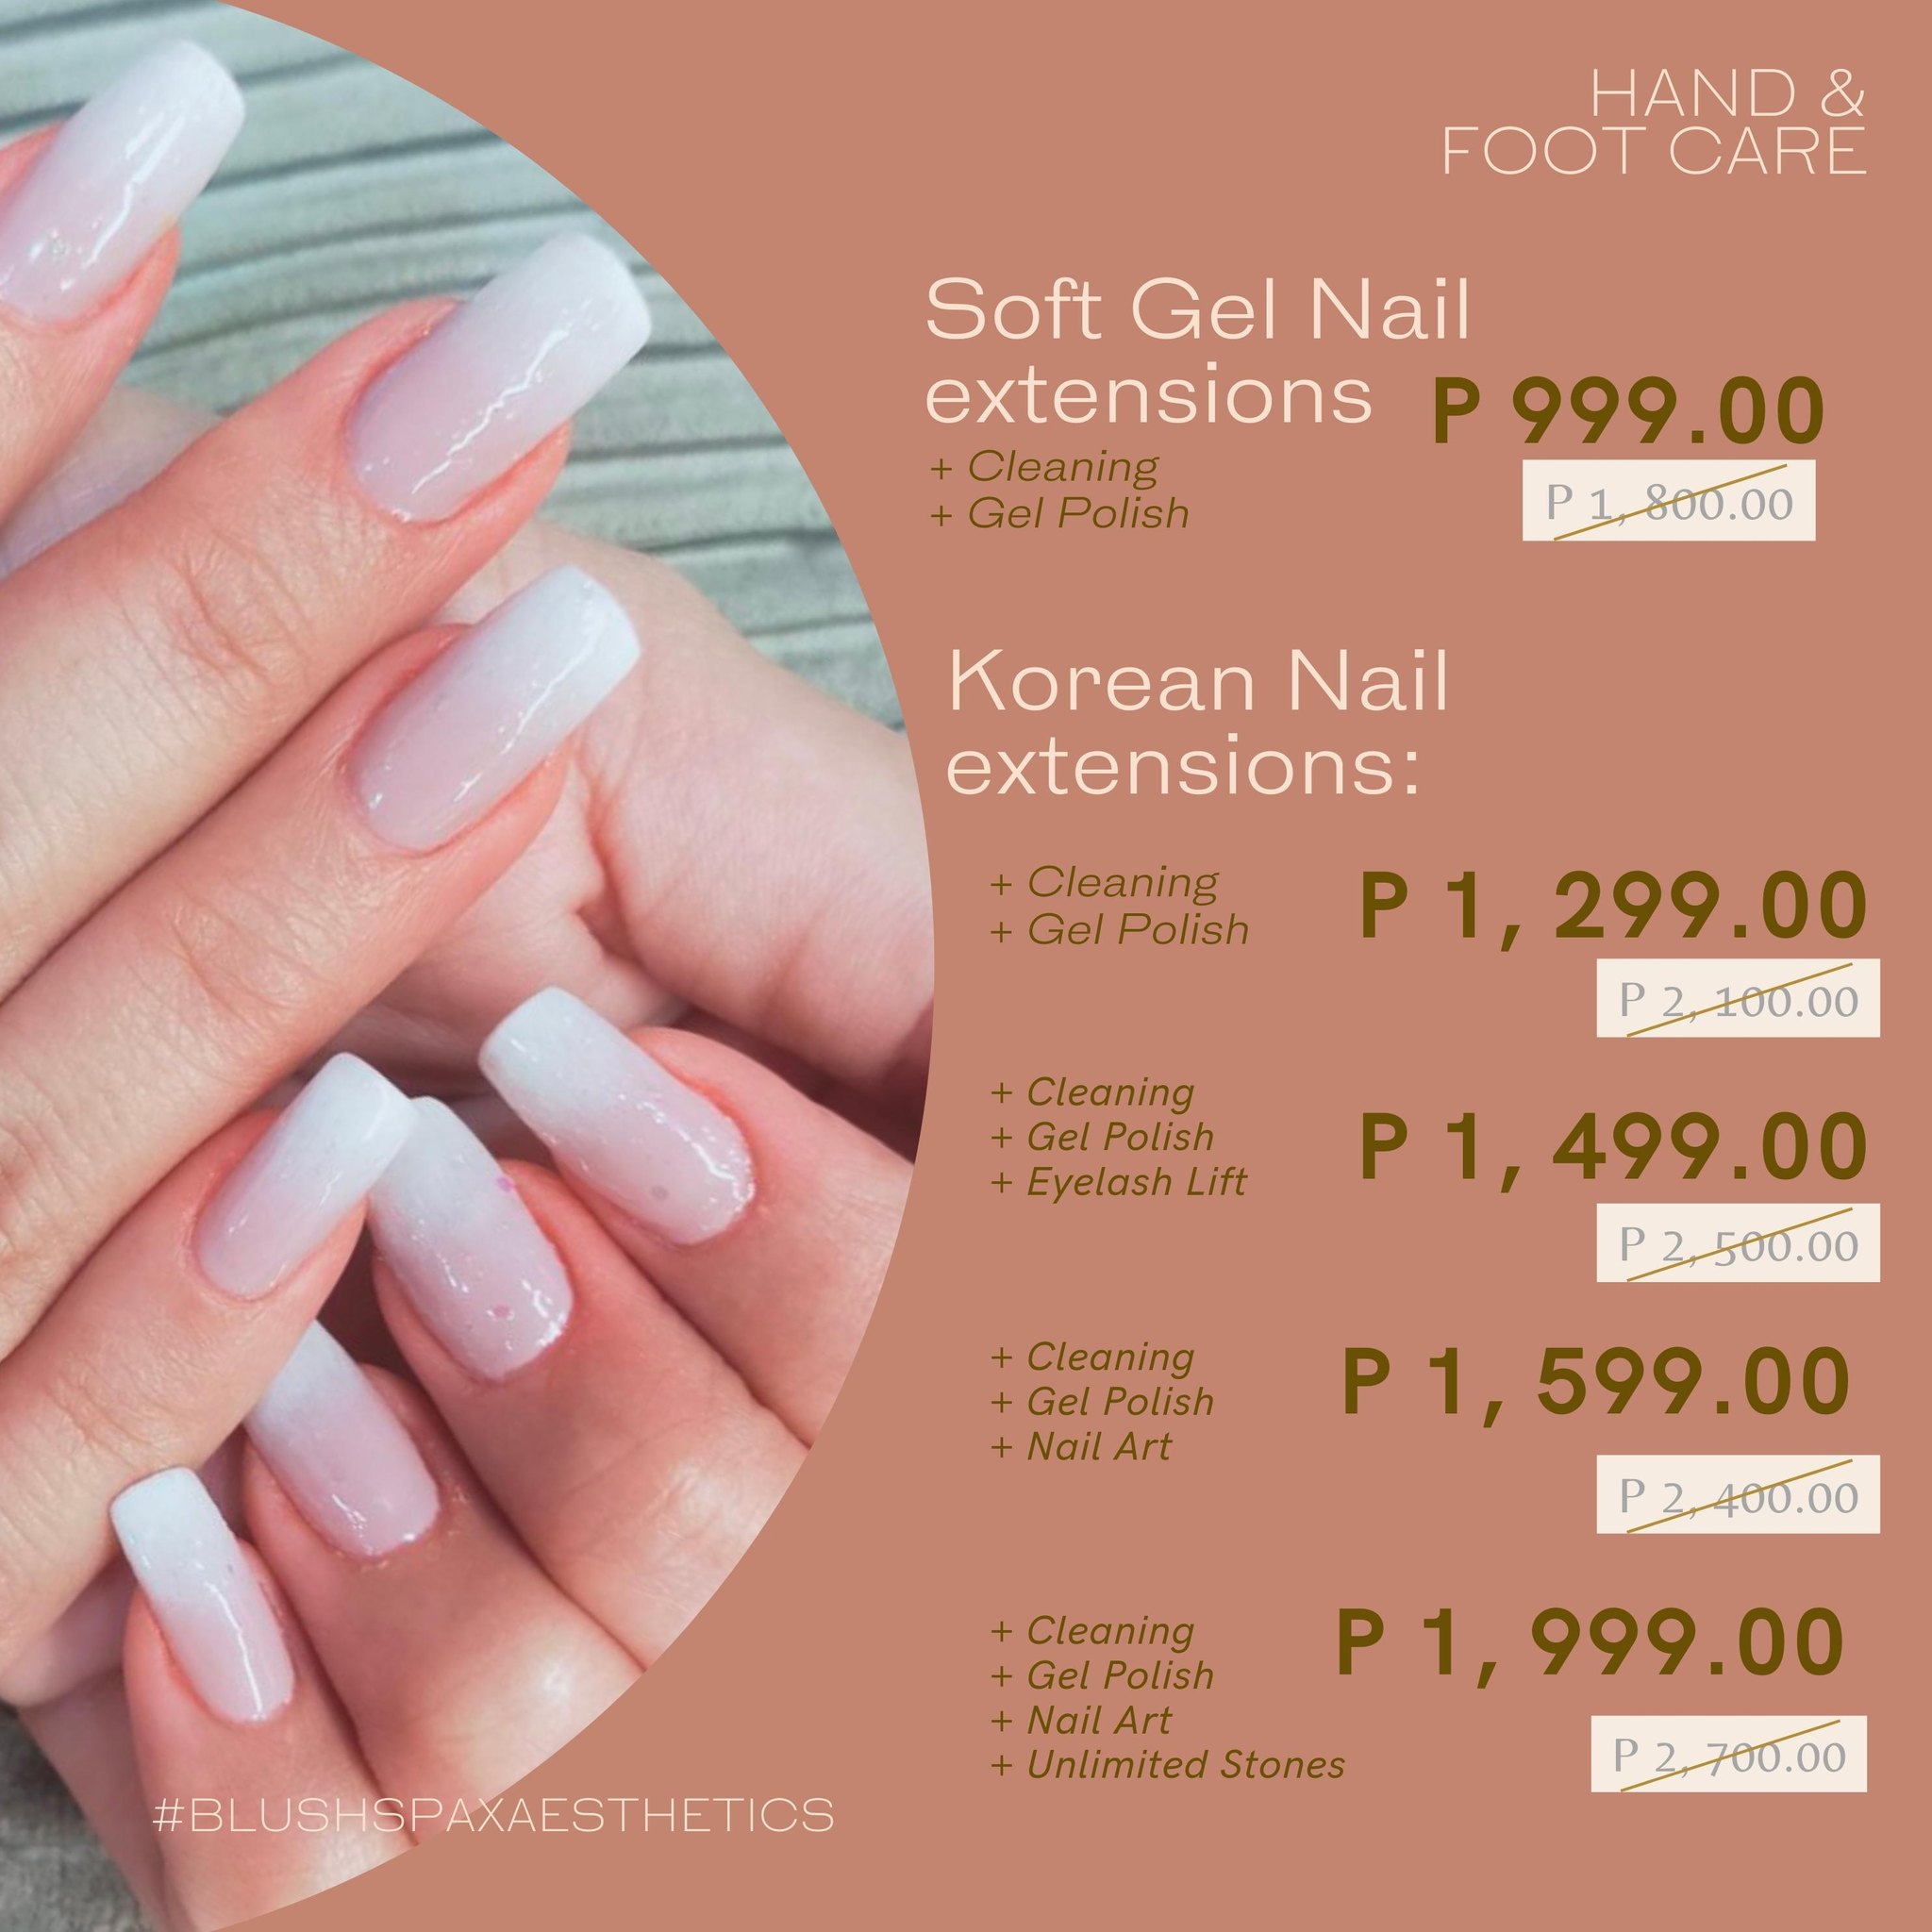 HAND &
FOOT CARE
Soft Gel Nail
extensions P 999.00
+ Cleaning
+ Gel Polish
P 1, 800.00
Korean Nail
extensions:
+ Cleaning
+ Gel Polish
P 1, 299.00
P 2, 100.00
+ Cleaning
+ Gel Polish
+ Eyelash Lift
P 1, 499.00
P 2, 500.00
+ Cleaning
+ Gel Polish
+ Nail Art
P 1, 599.00
P 2, 400.00
+ Cleaning
+ Gel Polish
+ Nail Art
+ Unlimited Stones
P 1, 999.00
P 2, 700.00
#BLUSHSPAXAESTHETICS